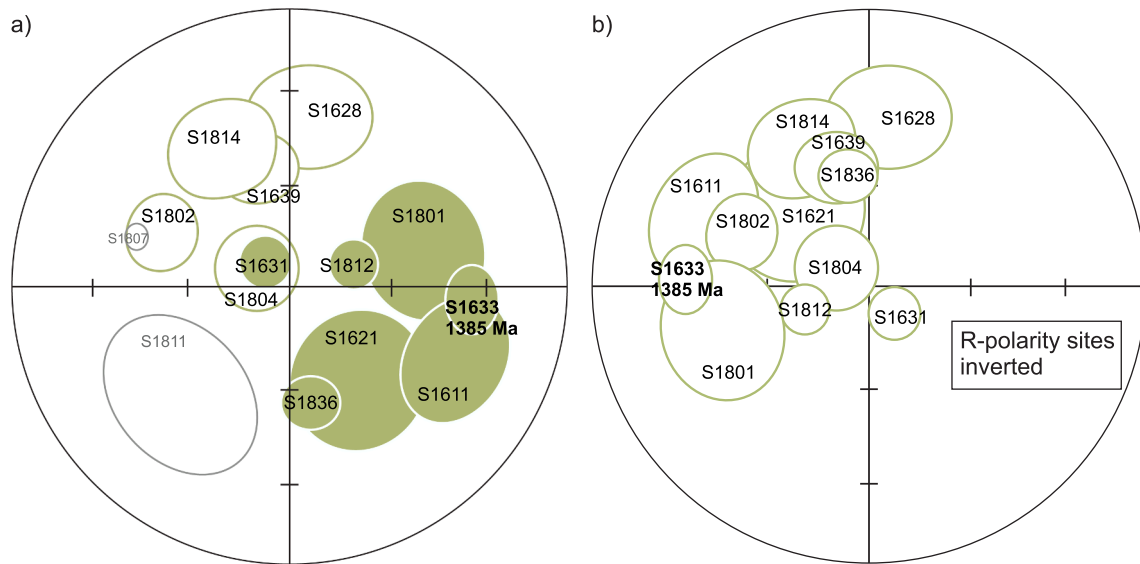 a)
S1628
S1814
S1639
S1802
S1807
S1801
S1631
S1812
S1804
S1633
1385 Ma
S1811
S1621
S1611
S1836
b)
S1628
S1814
S1639
S1836
S1611
S1802
S1621
S1633
1385 Ma
S1804
S1812
S1631
S1801
R-polarity sites
inverted